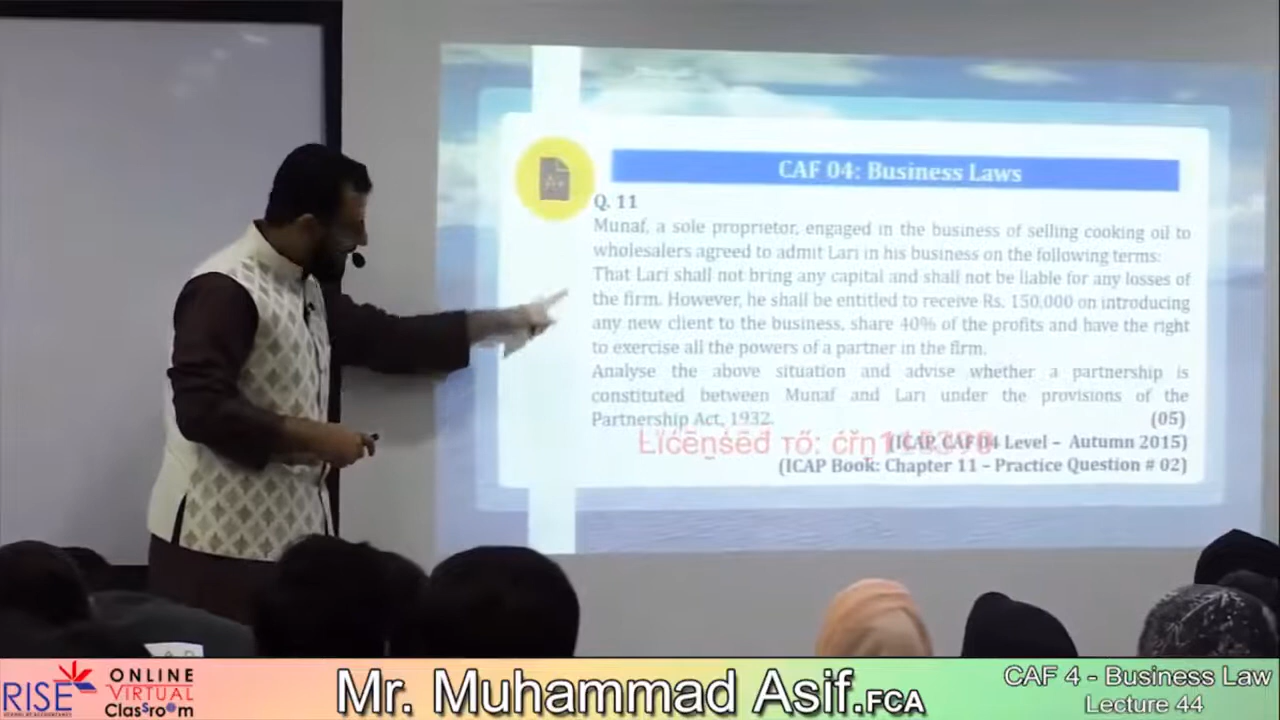 CAF 04: Business Laws
A+
Q. 11
Munaf, a sole proprietor, engaged in the business of selling cooking oil to
wholesalers agreed to admit Lari in his business on the following terms:
That Lari shall not bring any capital and shall not be liable for any losses of
the firm. However, he shall be entitled to receive Rs. 150,000 on introducing
any new client to the business, share 40% of the profits and have the right
to exercise all the powers of a partner in the firm.
Analyse the above situation and advise whether a partnership is
constituted between Munaf and Lari under the provisions of the
Partnership Act, 1932. (05)
(ICAP, CAF 04 Level – Autumn 2015)
(ICAP Book: Chapter 11 – Practice Question # 02)
RISE
ONLINE
VIRTUAL
ClasSroom
Mr. Muhammad Asif.FCA
CAF 4 - Business Law
Lecture 44